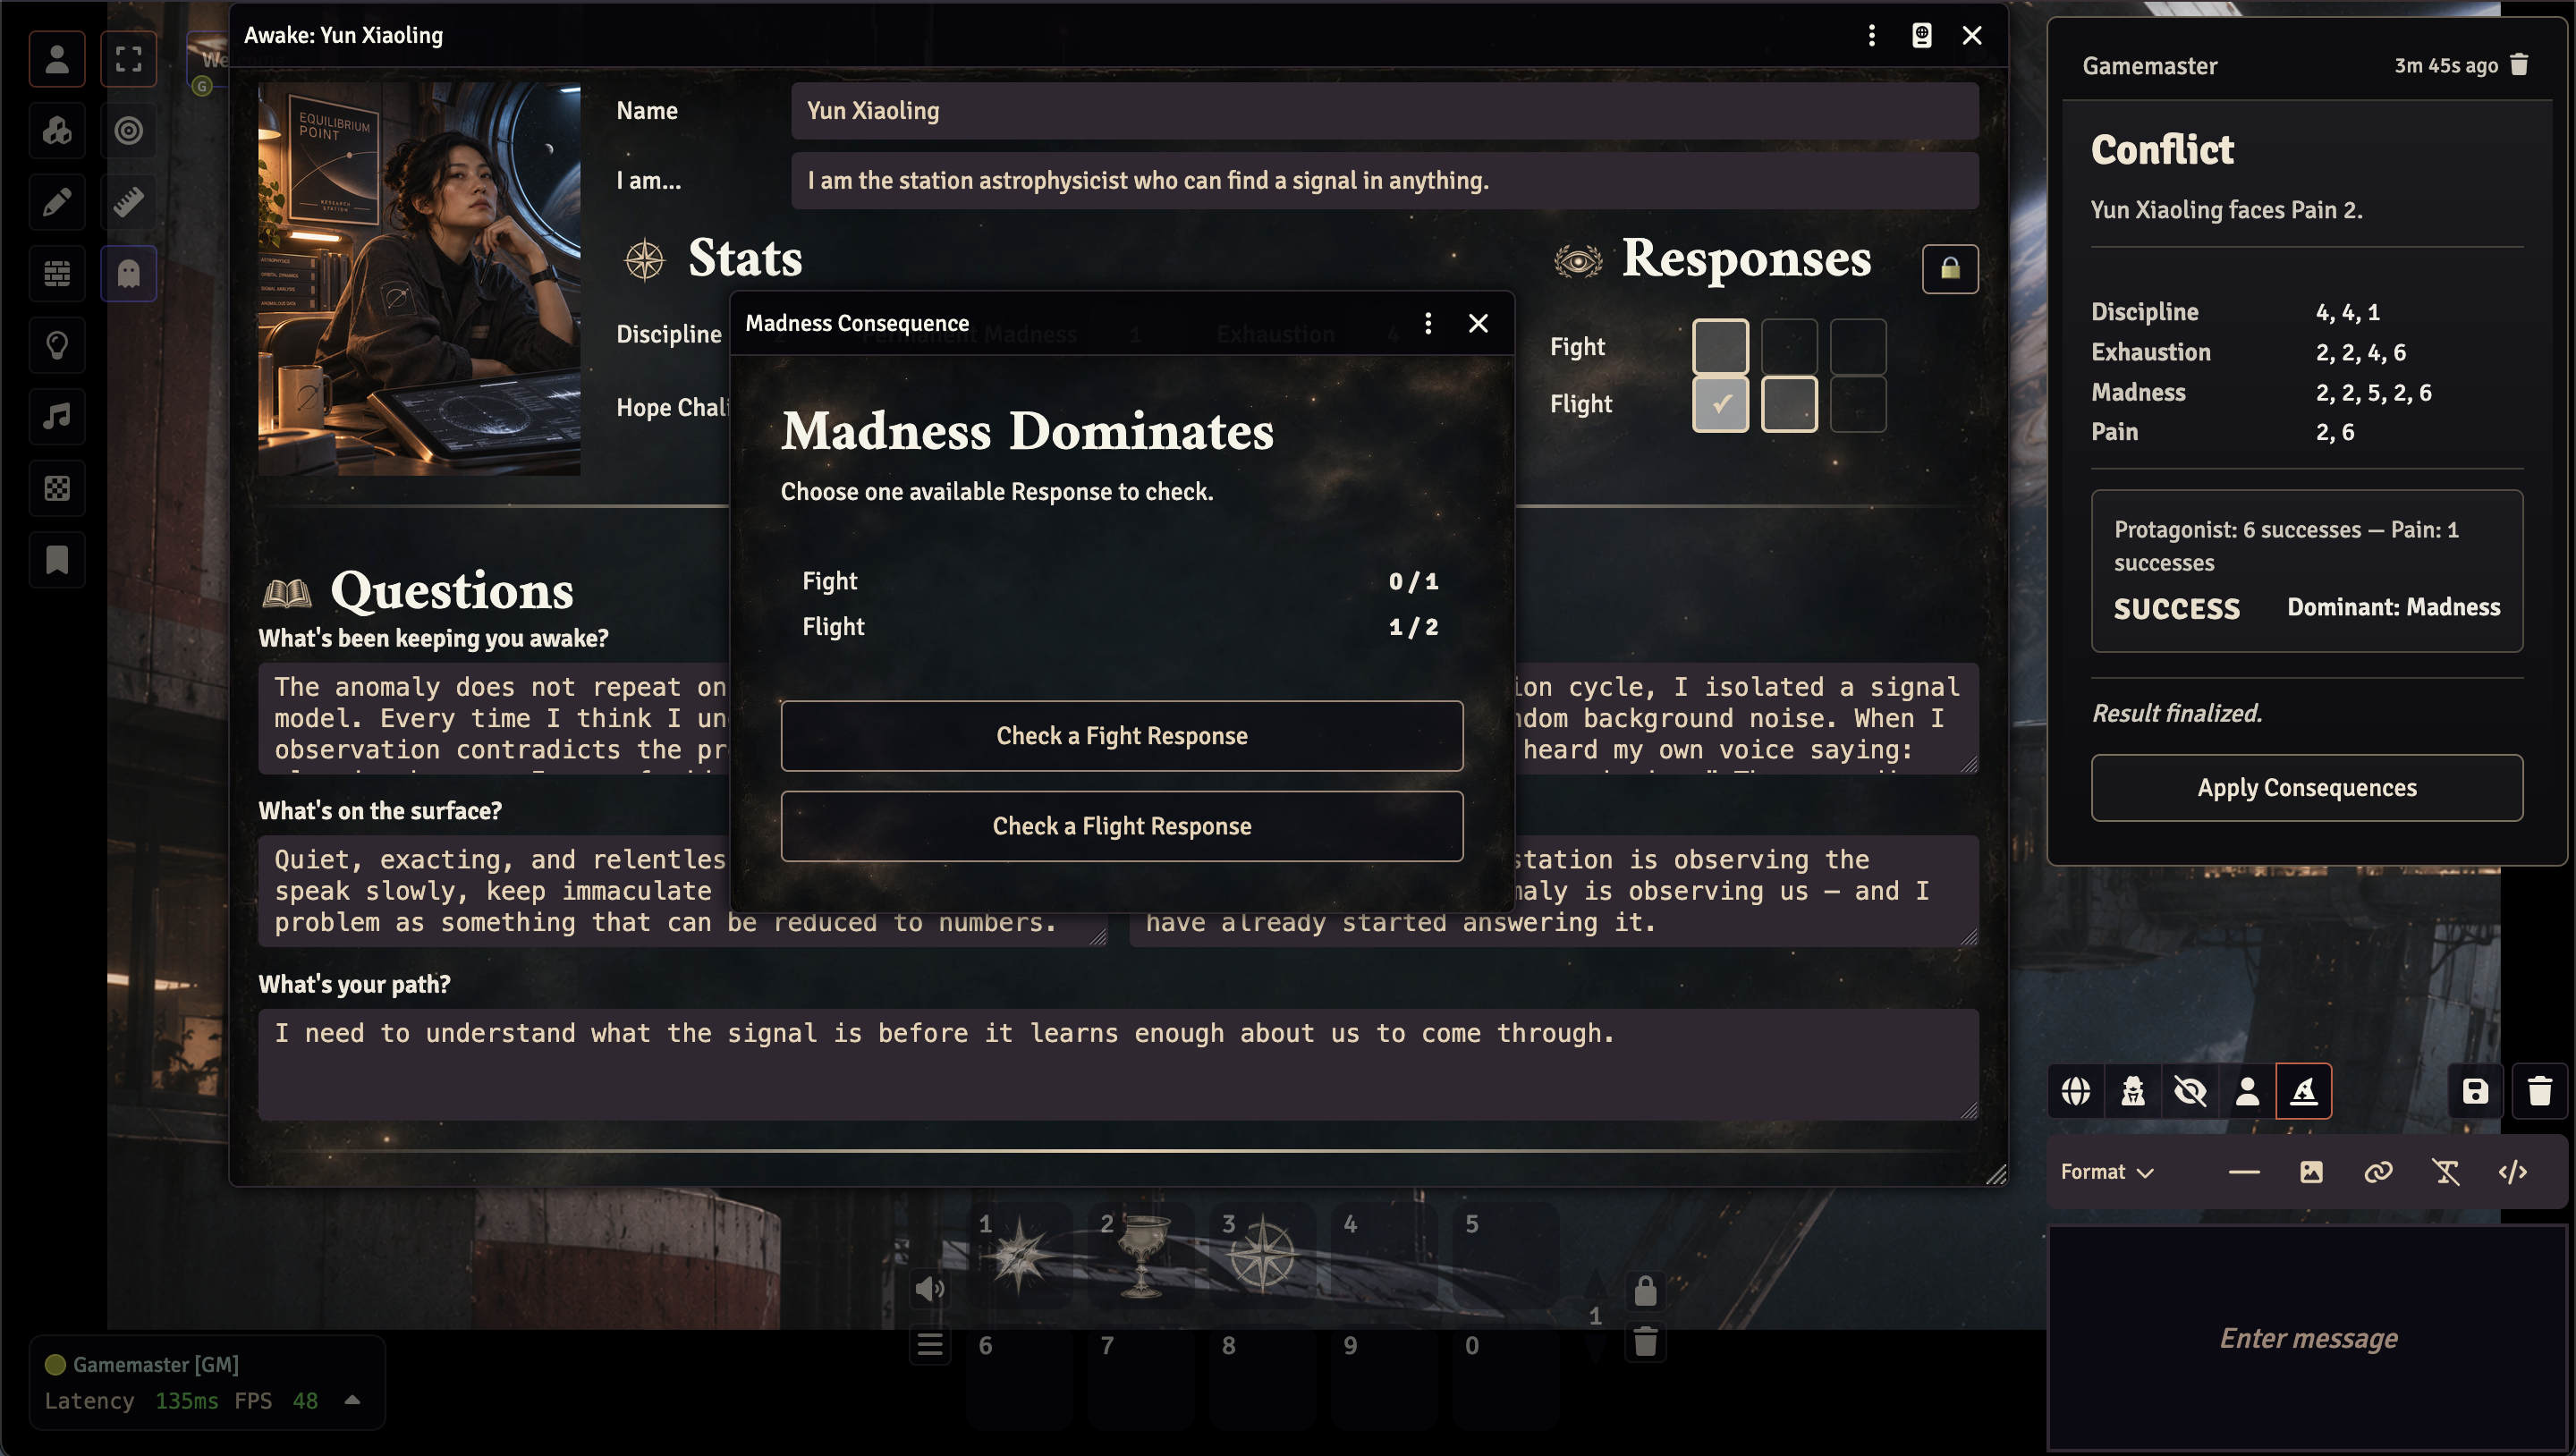 Awake: Yun Xiaoling
EQUILIBRIUM
POINT
RESEARCH
STATION
Name
Yun Xiaoling
I am...
I am the station astrophysicist who can find a signal in anything.
Stats
Responses
Discipline
Hope Chali
Fight
Flight
Madness Consequence
Permanent Madness 1 Exhaustion 4
Madness Dominates
Choose one available Response to check.
Fight 0 / 1
Flight 1 / 2
Check a Fight Response
Check a Flight Response
Questions
What's been keeping you awake?
The anomaly does not repeat on
model. Every time I think I un
observation contradicts the pr
ion cycle, I isolated a signal
ndom background noise. When I
heard my own voice saying:
What's on the surface?
Quiet, exacting, and relentles
speak slowly, keep immaculate
problem as something that can be reduced to numbers.
station is observing the
maly is observing us — and I
have already started answering it.
What's your path?
I need to understand what the signal is before it learns enough about us to come through.
Gamemaster 3m 45s ago
Conflict
Yun Xiaoling faces Pain 2.
Discipline 4, 4, 1
Exhaustion 2, 2, 4, 6
Madness 2, 2, 5, 2, 6
Pain 2, 6
Protagonist: 6 successes — Pain: 1
successes
SUCCESS Dominant: Madness
Result finalized.
Apply Consequences
Format
Enter message
1 2 3 4 5
1
6 7 8 9 0
G
Gamemaster [GM]
Latency 135ms FPS 48